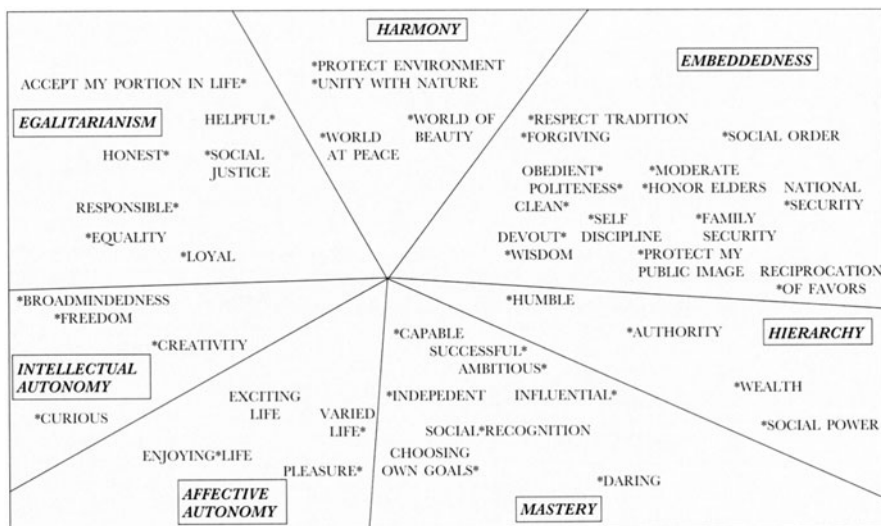 HARMONY
*PROTECT ENVIRONMENT
*UNITY WITH NATURE
*WORLD OF
BEAUTY
*WORLD
AT PEACE
EMBEDDEDNESS
*RESPECT TRADITION
*FORGIVING
*SOCIAL ORDER
OBEDIENT*
POLITENESS*
CLEAN*
*MODERATE
*HONOR ELDERS
NATIONAL
*SECURITY
*SELF
DISCIPLINE
*FAMILY
SECURITY
DEVOUT*
*WISDOM
*PROTECT MY
PUBLIC IMAGE
RECIPROCATION
*OF FAVORS
ACCEPT MY PORTION IN LIFE*
EGALITARIANISM
HELPFUL*
HONEST*
*SOCIAL
JUSTICE
RESPONSIBLE*
*EQUALITY
*LOYAL
*BROADMINDEDNESS
*FREEDOM
*CREATIVITY
INTELLECTUAL
AUTONOMY
*CURIOUS
EXCITING
LIFE
VARIED
LIFE*
ENJOYING*LIFE
PLEASURE*
AFFECTIVE
AUTONOMY
*CAPABLE
SUCCESSFUL*
AMBITIOUS*
*INDEPEDENT
INFLUENTIAL*
SOCIAL*RECOGNITION
CHOOSING
OWN GOALS*
*DARING
MASTERY
*HUMBLE
*AUTHORITY
HIERARCHY
*WEALTH
*SOCIAL POWER